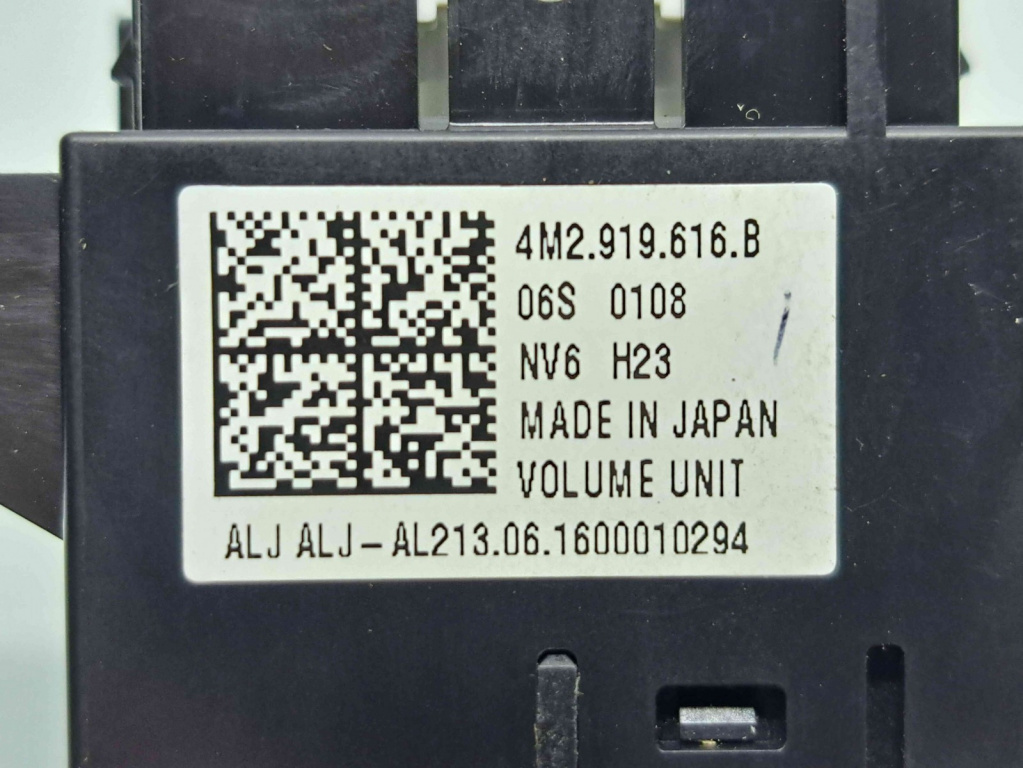 4M2.919.616.B
06S 0108
NV6 H23
MADE IN JAPAN
VOLUME UNIT
ALJ ALJ-AL213.06.1600010294